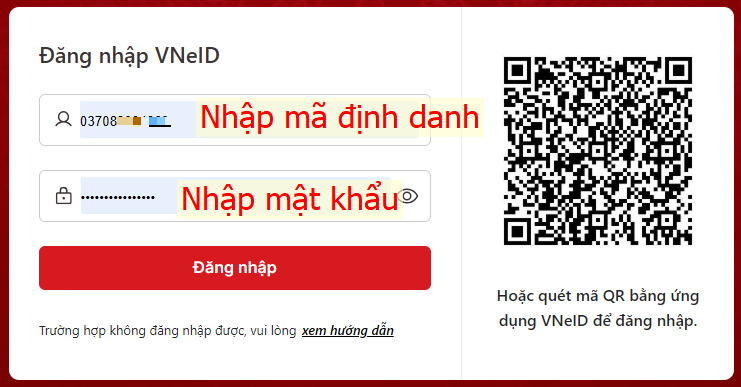 Đăng nhập VNeID
03708
Nhập mã định danh
Nhập mật khẩu
Đăng nhập
Trường hợp không đăng nhập được, vui lòng xem hướng dẫn
Hoặc quét mã QR bằng ứng
dụng VNeID để đăng nhập.